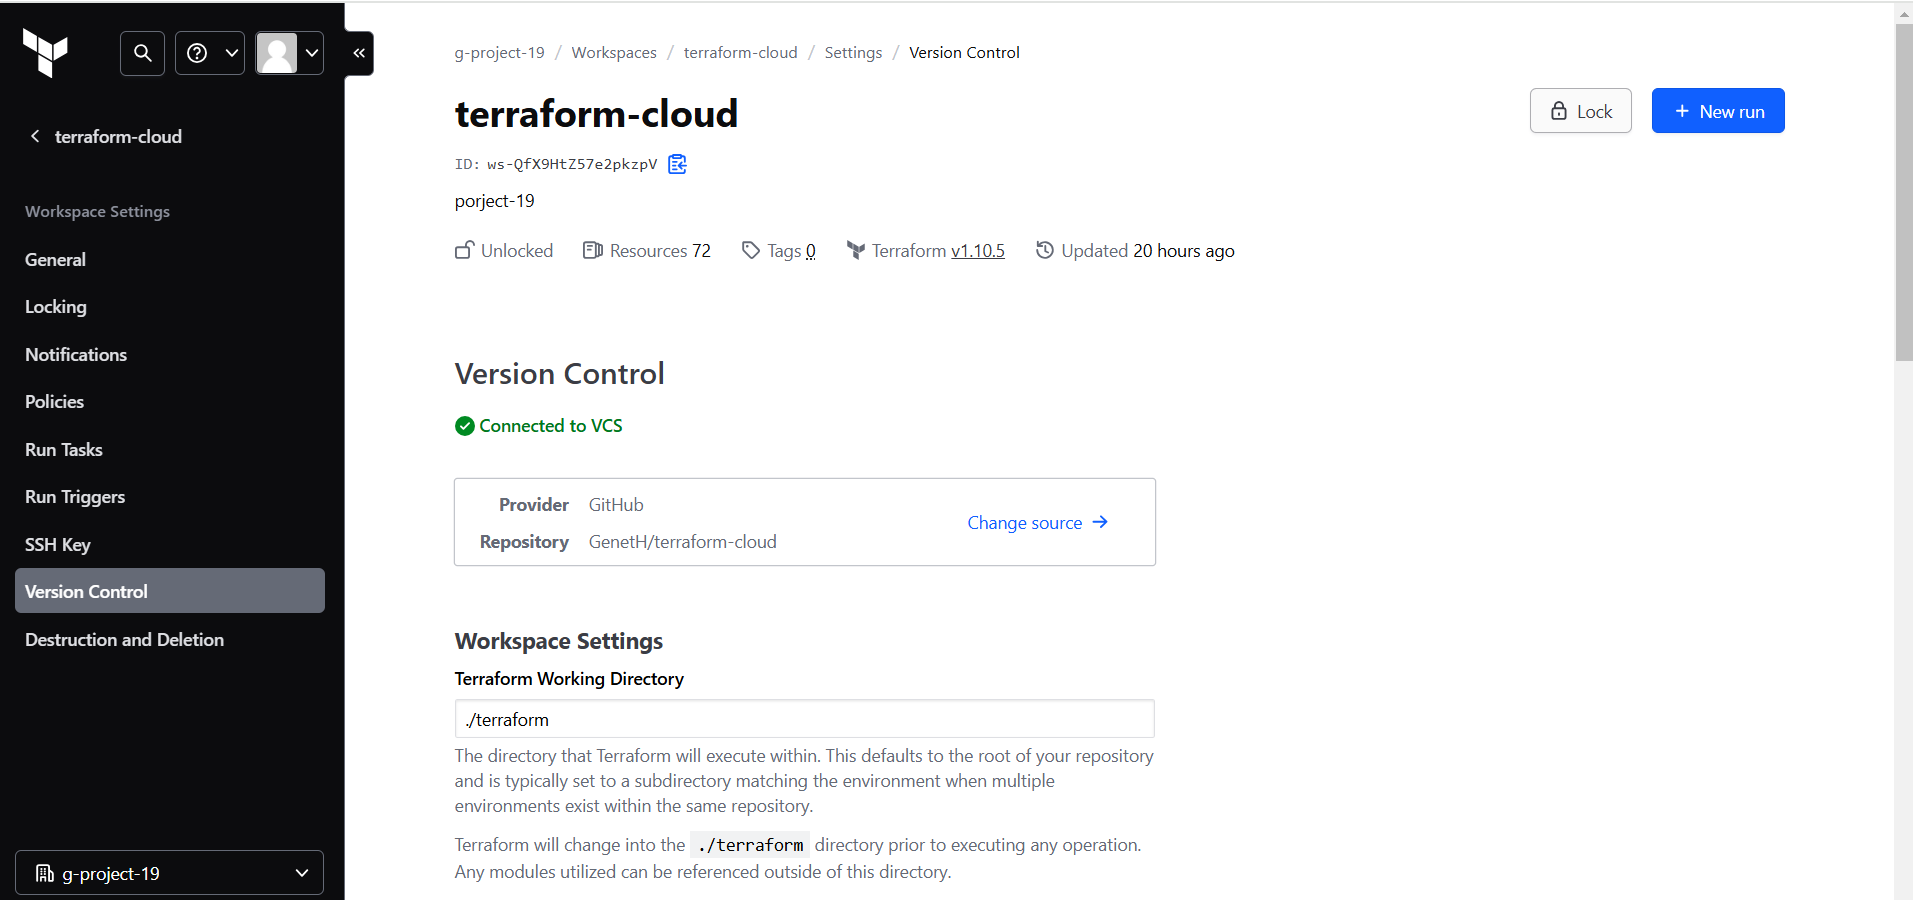 terraform-cloud
Workspace Settings
General
Locking
Notifications
Policies
Run Tasks
Run Triggers
SSH Key
Version Control
Destruction and Deletion
g-project-19
g-project-19 / Workspaces / terraform-cloud / Settings / Version Control
terraform-cloud
Lock
+ New run
ID: ws-QfX9HtZ57e2pkzpV
porject-19
Unlocked Resources 72 Tags 0 Terraform v1.10.5 Updated 20 hours ago
Version Control
Connected to VCS
Provider GitHub
Repository GenetH/terraform-cloud
Change source →
Workspace Settings
Terraform Working Directory
./terraform
The directory that Terraform will execute within. This defaults to the root of your repository
and is typically set to a subdirectory matching the environment when multiple
environments exist within the same repository.
Terraform will change into the ./terraform directory prior to executing any operation.
Any modules utilized can be referenced outside of this directory.